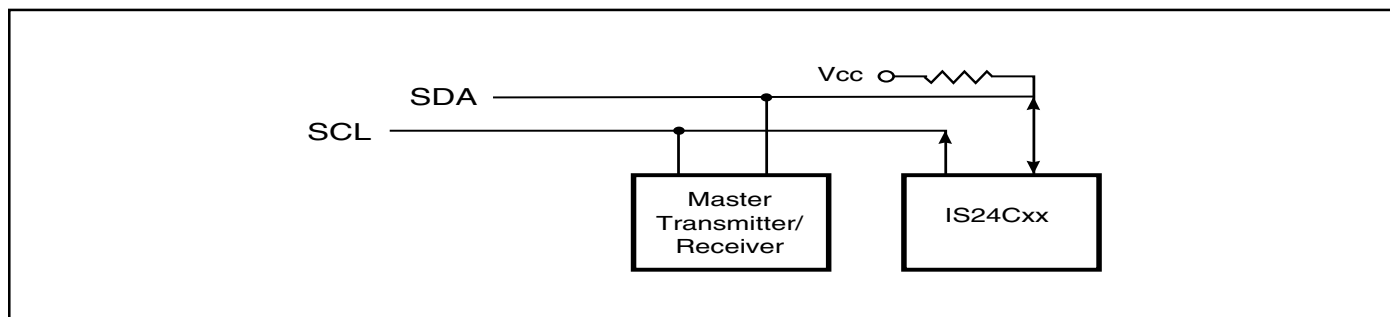 Vcc
SDA
SCL
Master
Transmitter/
Receiver
IS24Cxx